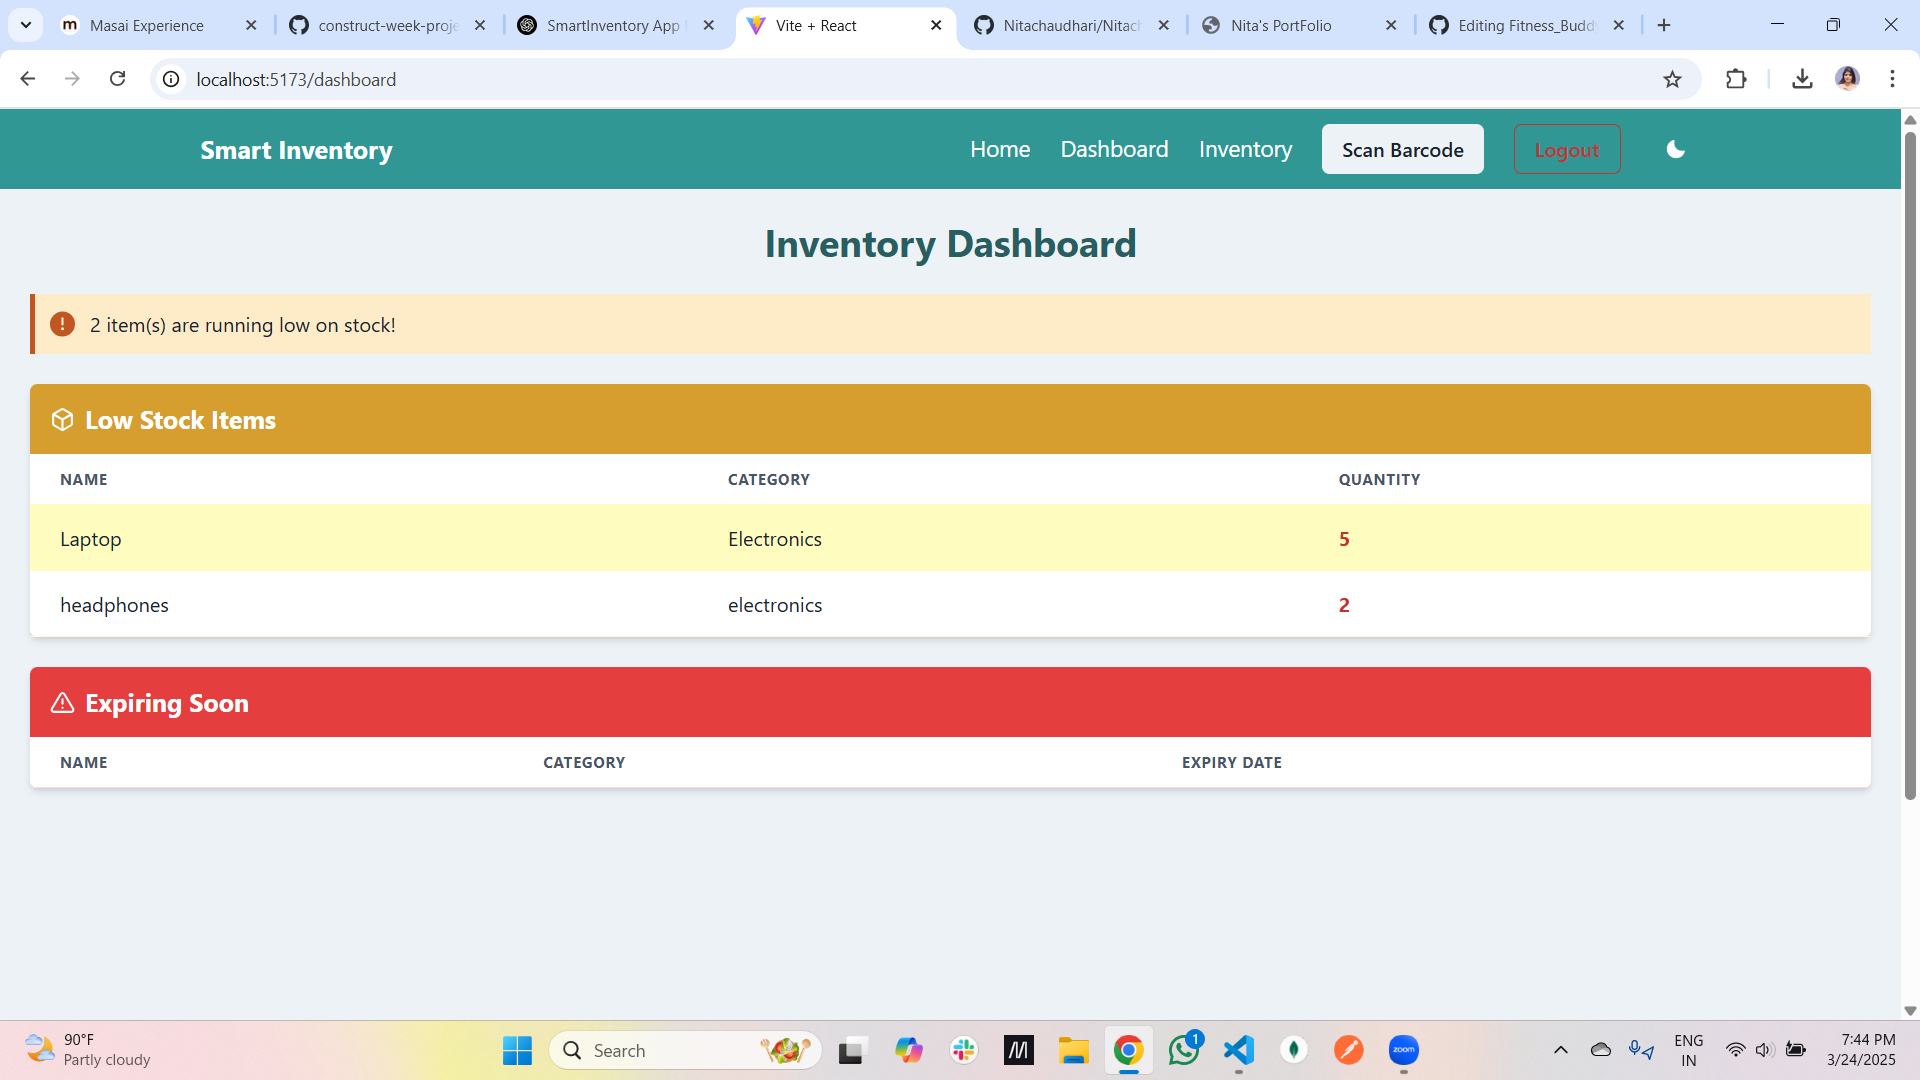 Masai Experience
construct-week-proje
SmartInventory App
Vite + React
Nitachaudhari/Nitach
Nita's PortFolio
Editing Fitness_Budd
localhost:5173/dashboard
Smart Inventory
Home
Dashboard
Inventory
Scan Barcode
Logout
Inventory Dashboard
2 item(s) are running low on stock!
Low Stock Items
NAME CATEGORY QUANTITY
Laptop Electronics 5
headphones electronics 2
Expiring Soon
NAME CATEGORY EXPIRY DATE
90°F
Partly cloudy
Search
1
zoom
ENG
IN
7:44 PM
3/24/2025